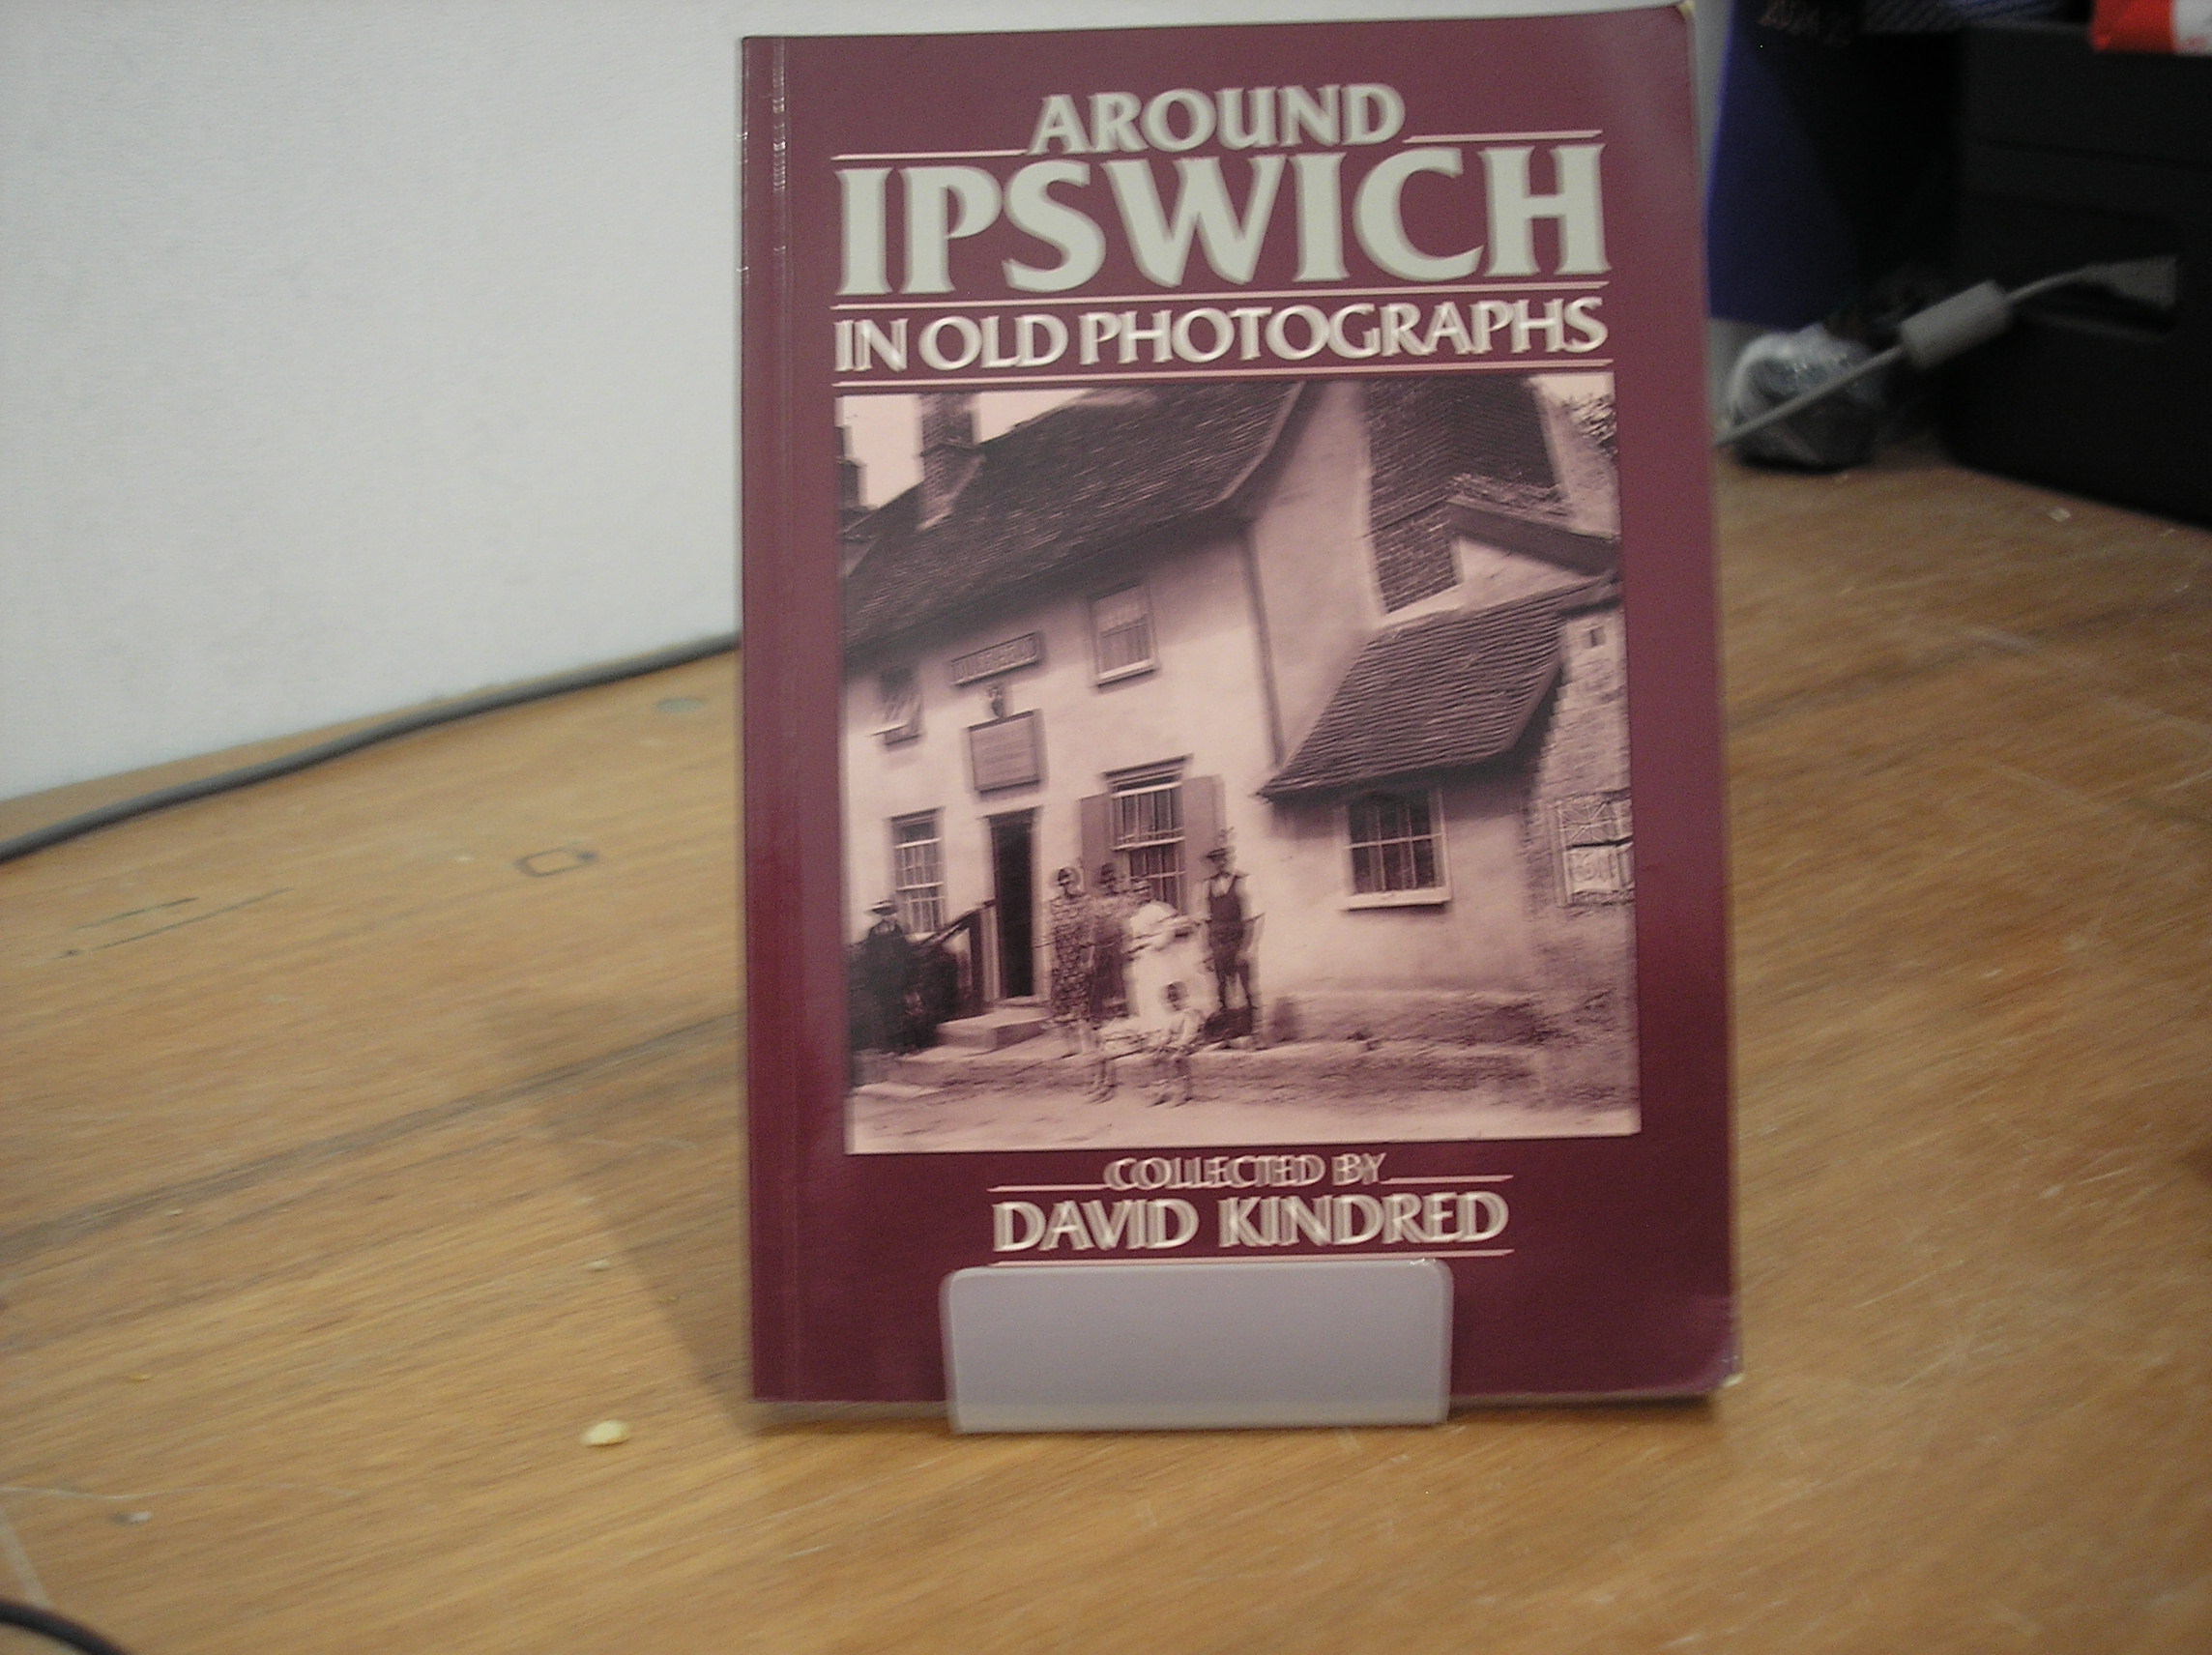 AROUND
IPSWICH
IN OLD PHOTOGRAPHS
COLLECTED BY
DAVID KINDRED